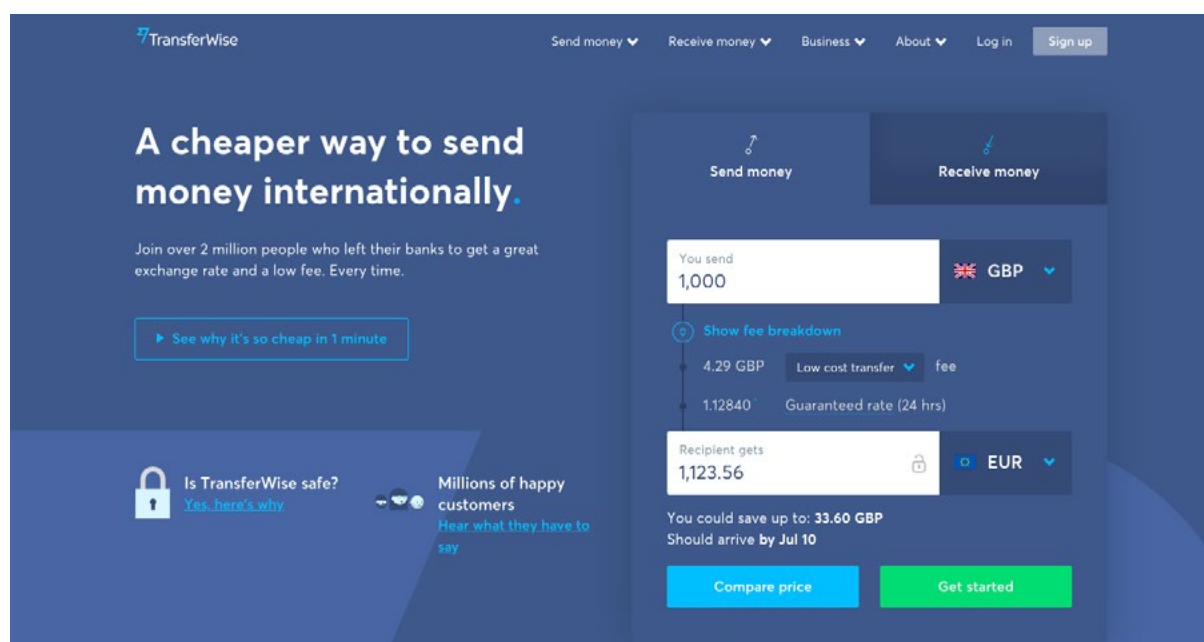 TransferWise
Send money
Receive money
Business
About
Log in
Sign up
A cheaper way to send
money internationally.
Join over 2 million people who left their banks to get a great
exchange rate and a low fee. Every time.
See why it's so cheap in 1 minute
Is TransferWise safe?
Yes, here's why
Millions of happy
customers
Hear what they have to
say
Send money
Receive money
You send
1,000
GBP
Show fee breakdown
4.29 GBP Low cost transfer fee
1.12840 Guaranteed rate (24 hrs)
Recipient gets
1,123.56
EUR
You could save up to: 33.60 GBP
Should arrive by Jul 10
Compare price
Get started